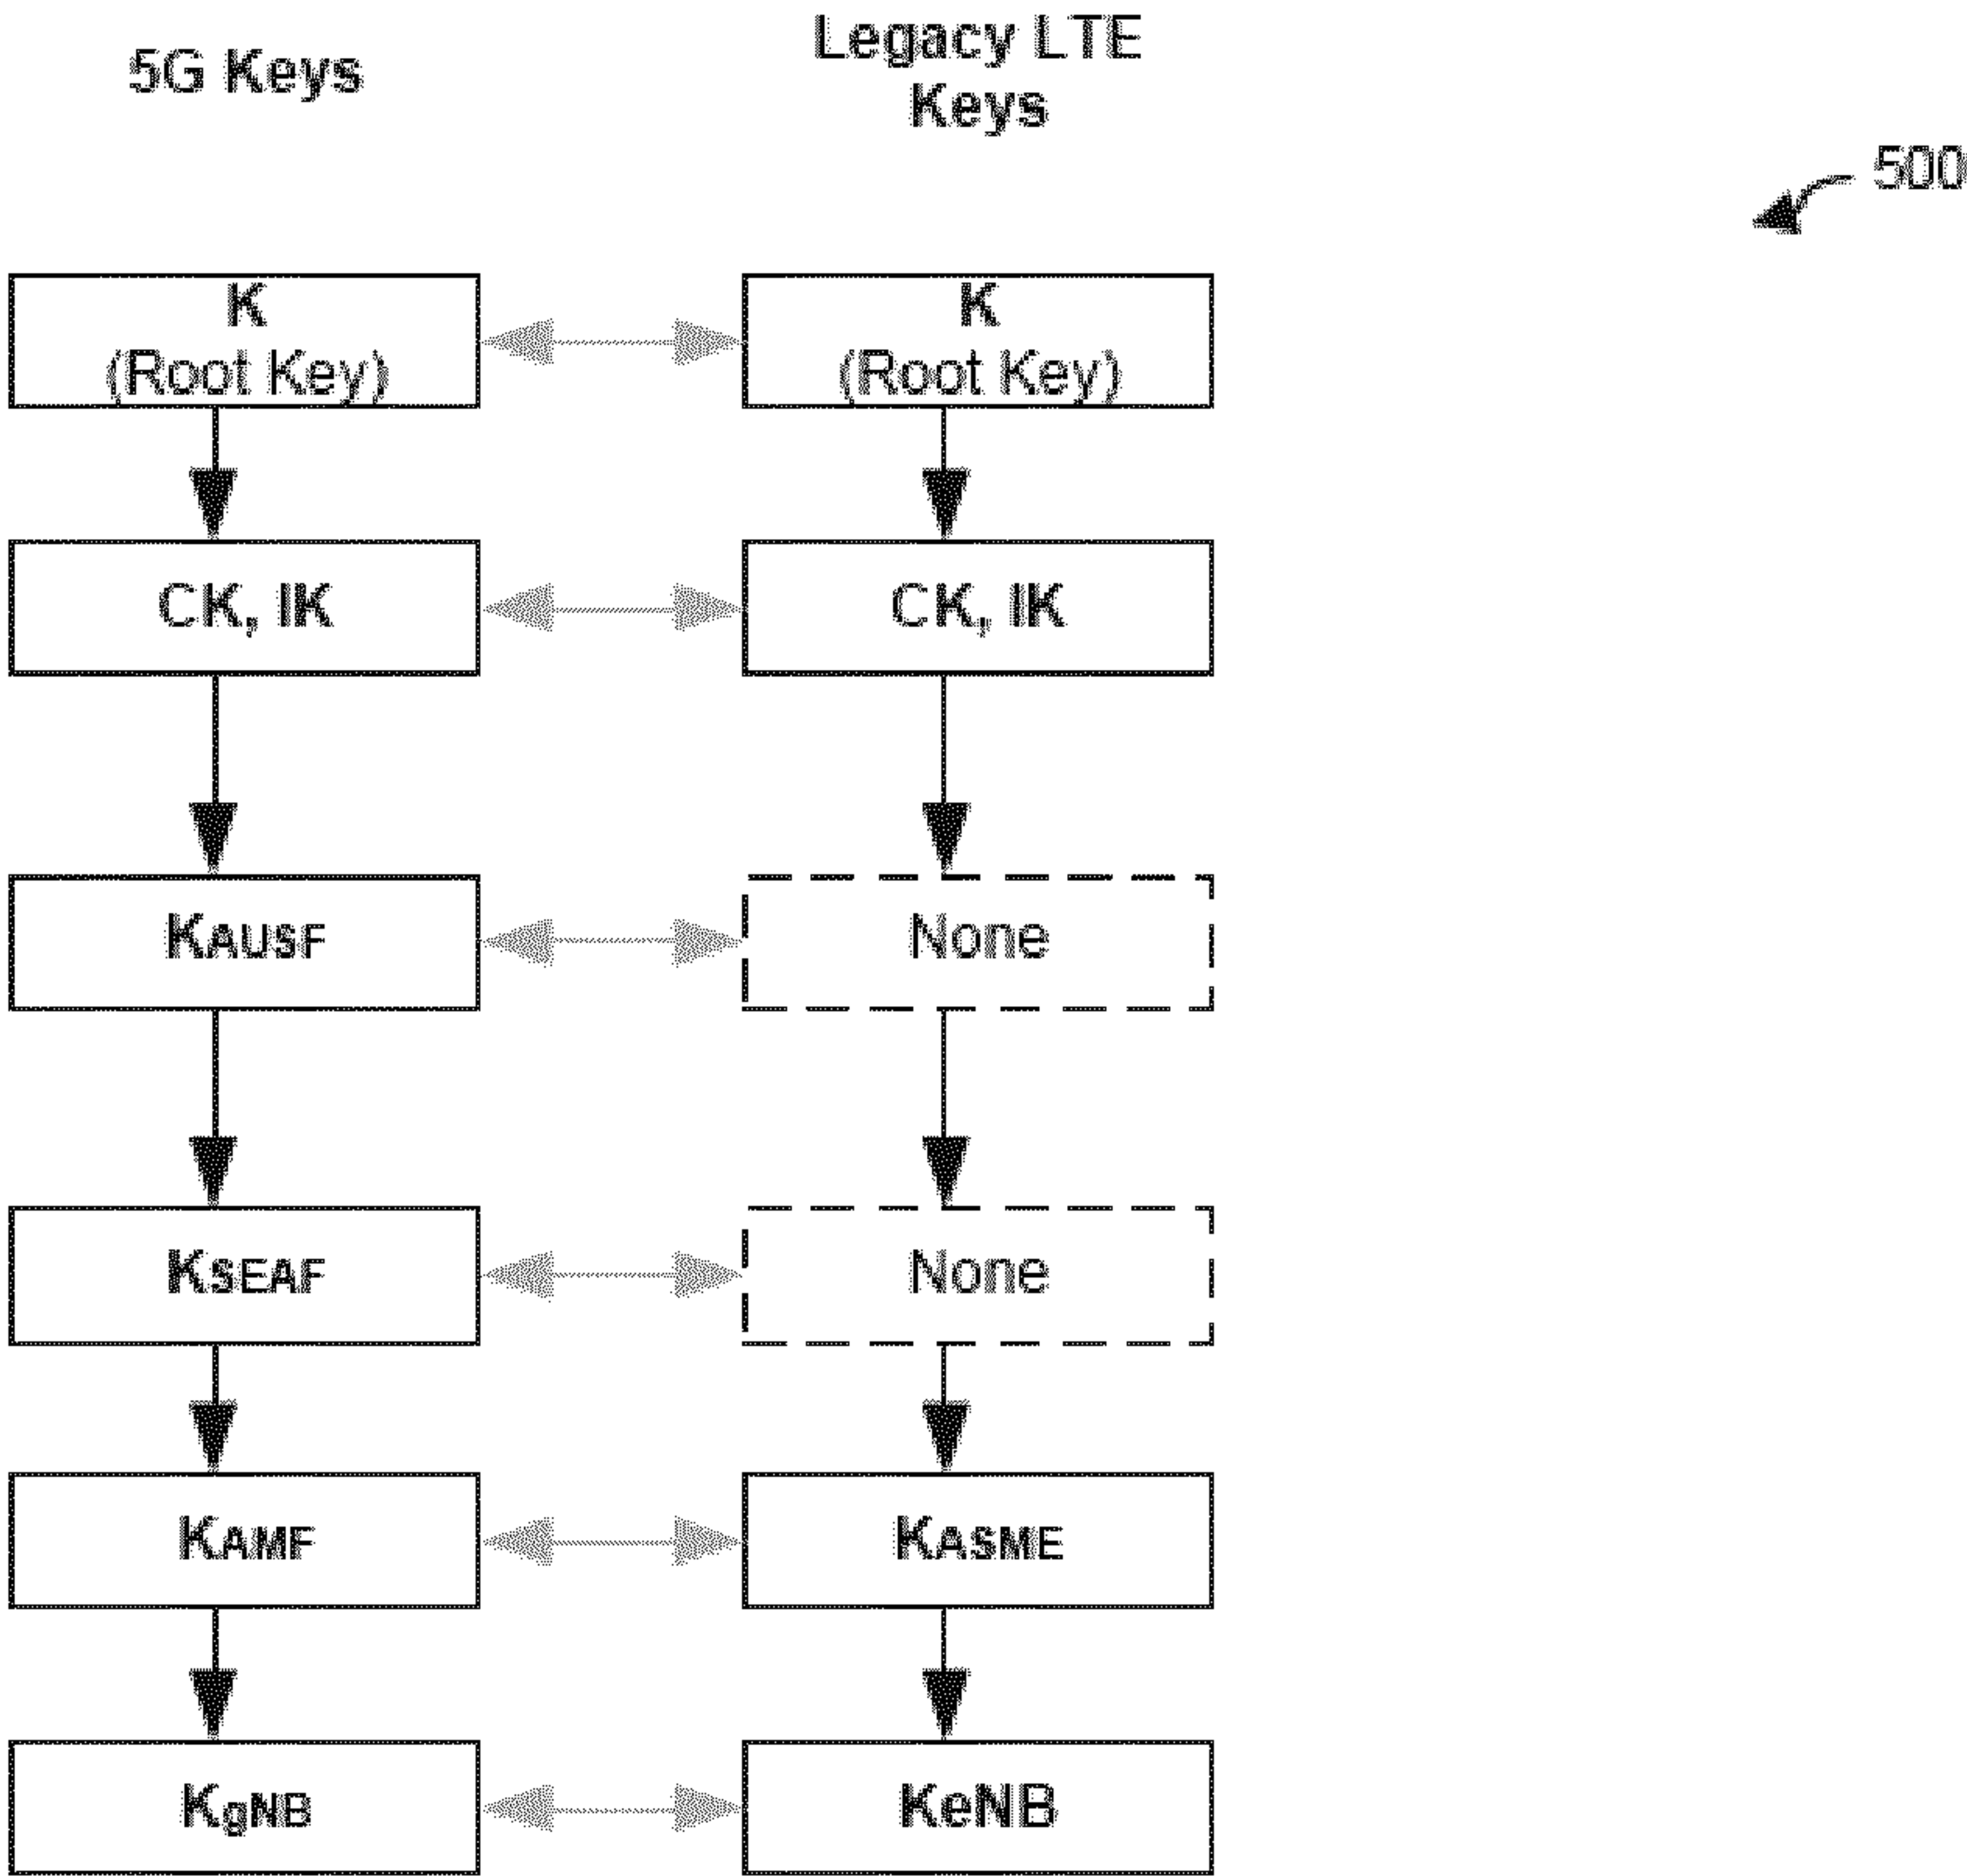 5G Keys
Legacy LTE
Keys
500
K
(Root Key)
K
(Root Key)
CK, IK
CK, IK
KAUSF
None
KSEAF
None
KAMF
KASME
KgNB
KeNB